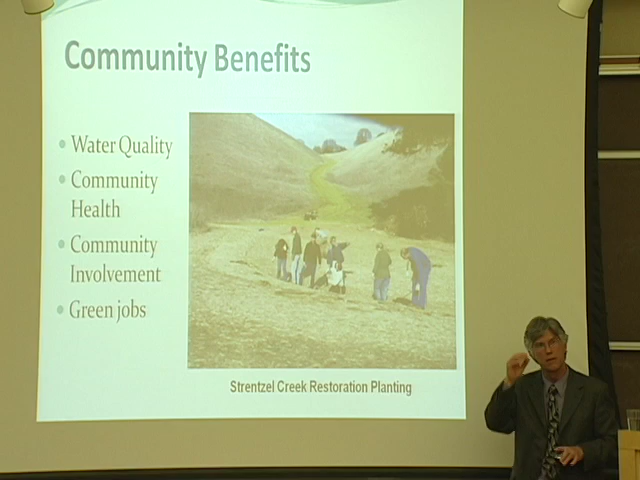 Community Benefits
Water Quality
Community
Health
Community
Involvement
Green jobs
Strentzel Creek Restoration Planting